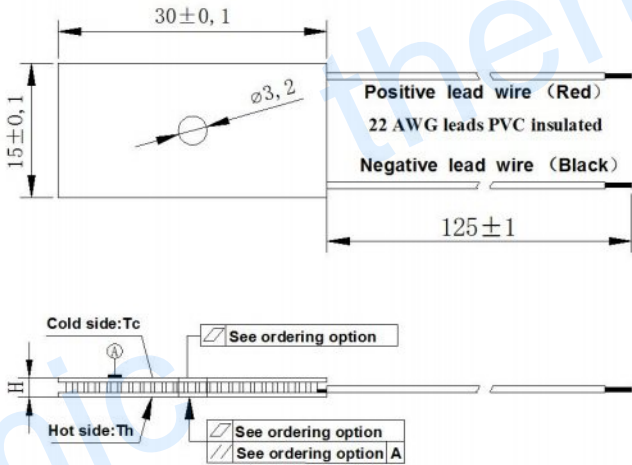 30±0,1
15±0,1
⌀3,2
Positive lead wire（Red）
22 AWG leads PVC insulated
Negative lead wire（Black）
125±1
Cold side:Tc
See ordering option
A
H
Hot side:Th
See ordering option
See ordering option A